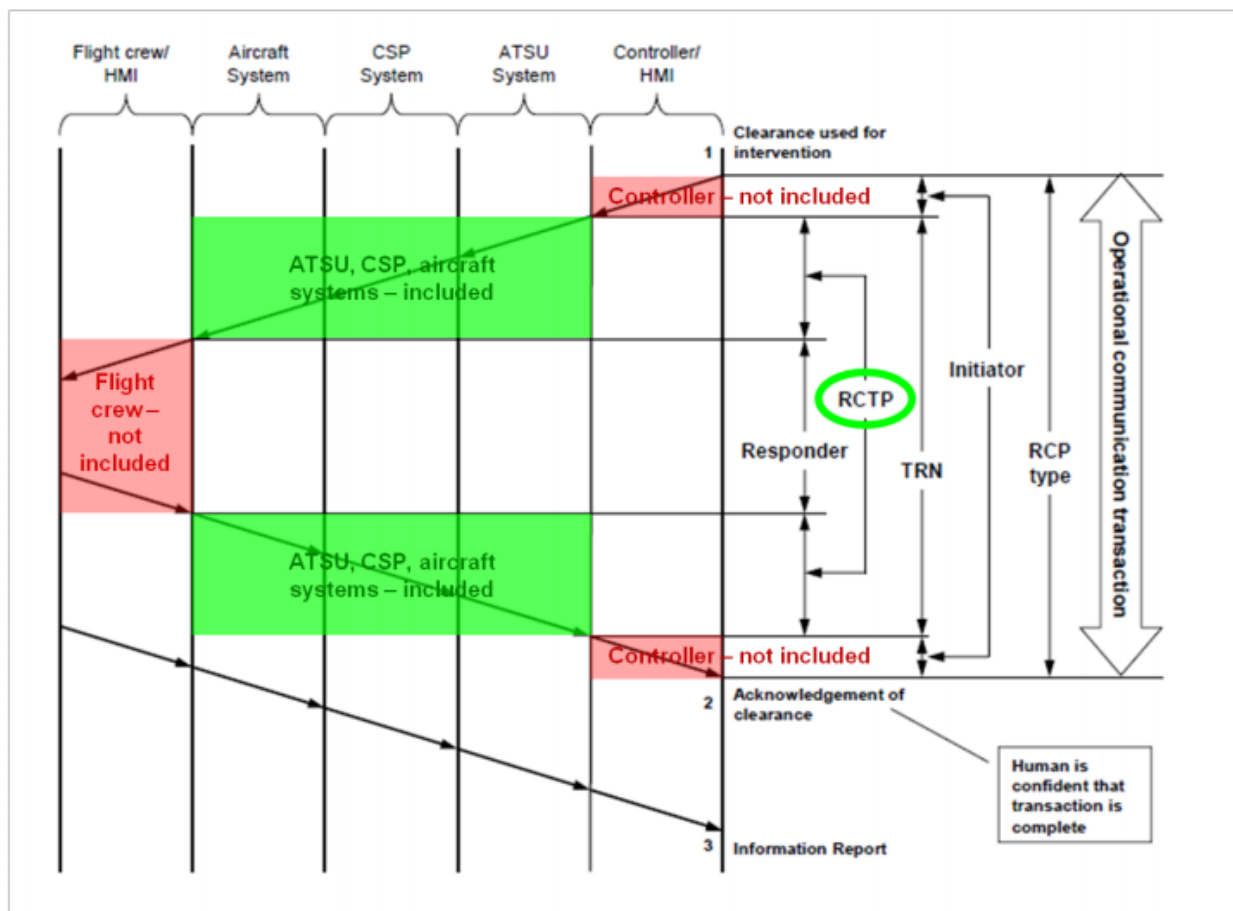 Flight crew/
HMI
Aircraft
System
CSP
System
ATSU
System
Controller/
HMI
1
Clearance used for
intervention
Controller – not included
ATSU, CSP, aircraft
systems – included
Flight
crew –
not
included
RCTP
Responder
TRN
Initiator
RCP
type
Operational communication transaction
ATSU, CSP, aircraft
systems – included
Controller – not included
2
Acknowledgement of
clearance
Human is
confident that
transaction is
complete
3
Information Report